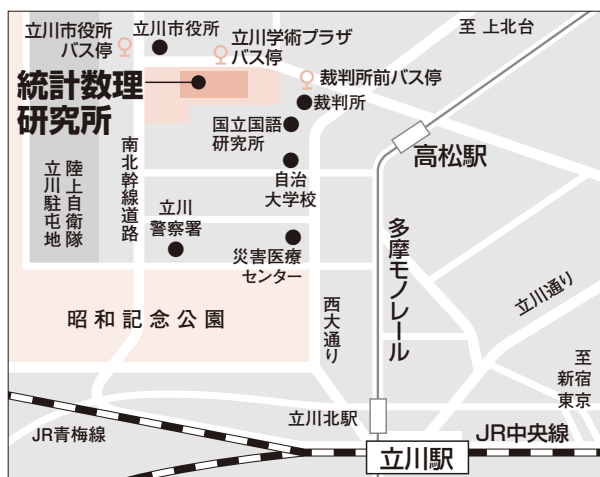 至 上北台
立川市役所
バス停
立川市役所
立川学術プラザ
バス停
裁判所前バス停
統計数理
研究所
裁判所
国立国語
研究所
高松駅
南北幹線道路
陸上自衛隊
立川駐屯地
自治
大学校
立川
警察署
災害医療
センター
多摩モノレール
立川通り
昭和記念公園
西大通り
至
新宿
東京
立川北駅
JR青梅線
JR中央線
立川駅